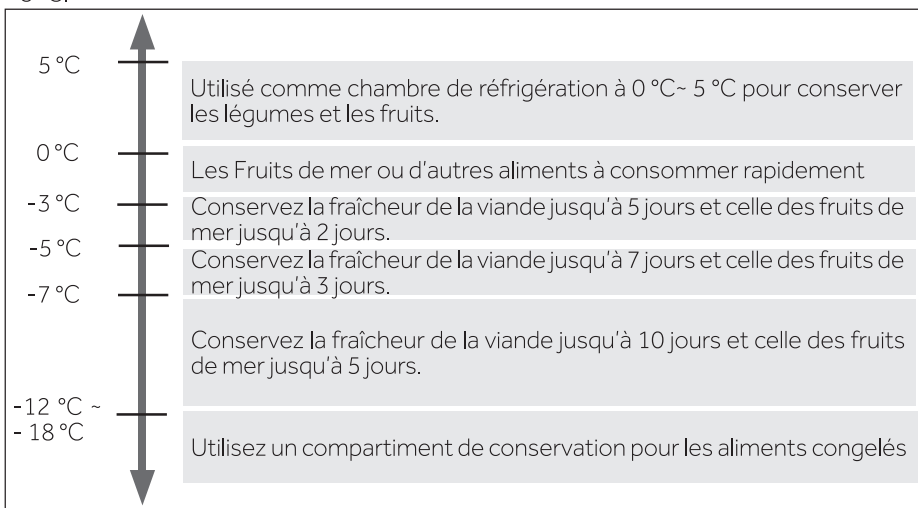 5 °C
Utilisé comme chambre de réfrigération à 0 °C~ 5 °C pour conserver
les légumes et les fruits.
0 °C
Les Fruits de mer ou d'autres aliments à consommer rapidement
-3 °C
Conservez la fraîcheur de la viande jusqu'à 5 jours et celle des fruits de
mer jusqu'à 2 jours.
-5 °C
Conservez la fraîcheur de la viande jusqu'à 7 jours et celle des fruits de
mer jusqu'à 3 jours.
-7 °C
Conservez la fraîcheur de la viande jusqu'à 10 jours et celle des fruits
de mer jusqu'à 5 jours.
-12 °C ~
- 18 °C
Utilisez un compartiment de conservation pour les aliments congelés